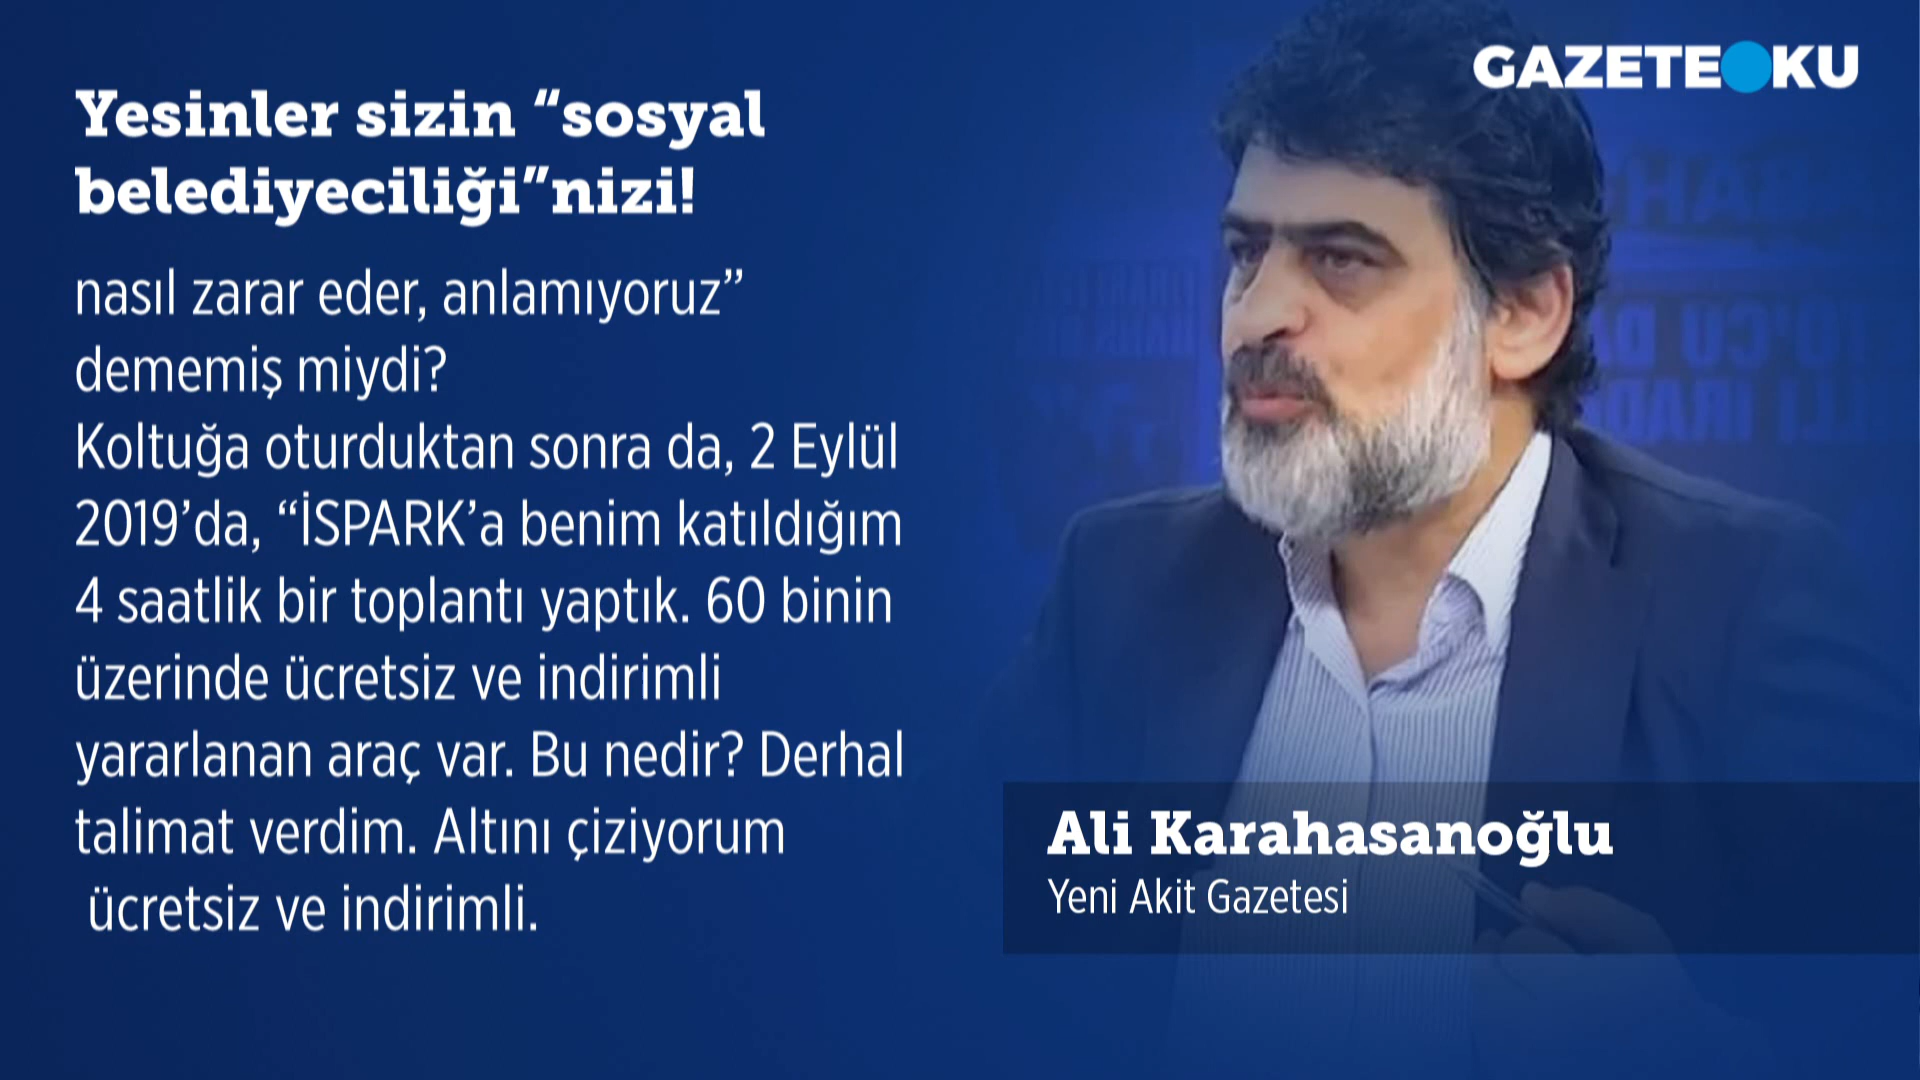 GAZETEOKU
Yesinler sizin “sosyal
belediyeciliği”nizi!
nasıl zarar eder, anlamıyoruz”
dememiş miydi?
Koltuğa oturduktan sonra da, 2 Eylül
2019’da, “İSPARK’a benim katıldığım
4 saatlik bir toplantı yaptık. 60 binin
üzerinde ücretsiz ve indirimli
yararlanan araç var. Bu nedir? Derhal
talimat verdim. Altını çiziyorum
ücretsiz ve indirimli.
Ali Karahasanoğlu
Yeni Akit Gazetesi